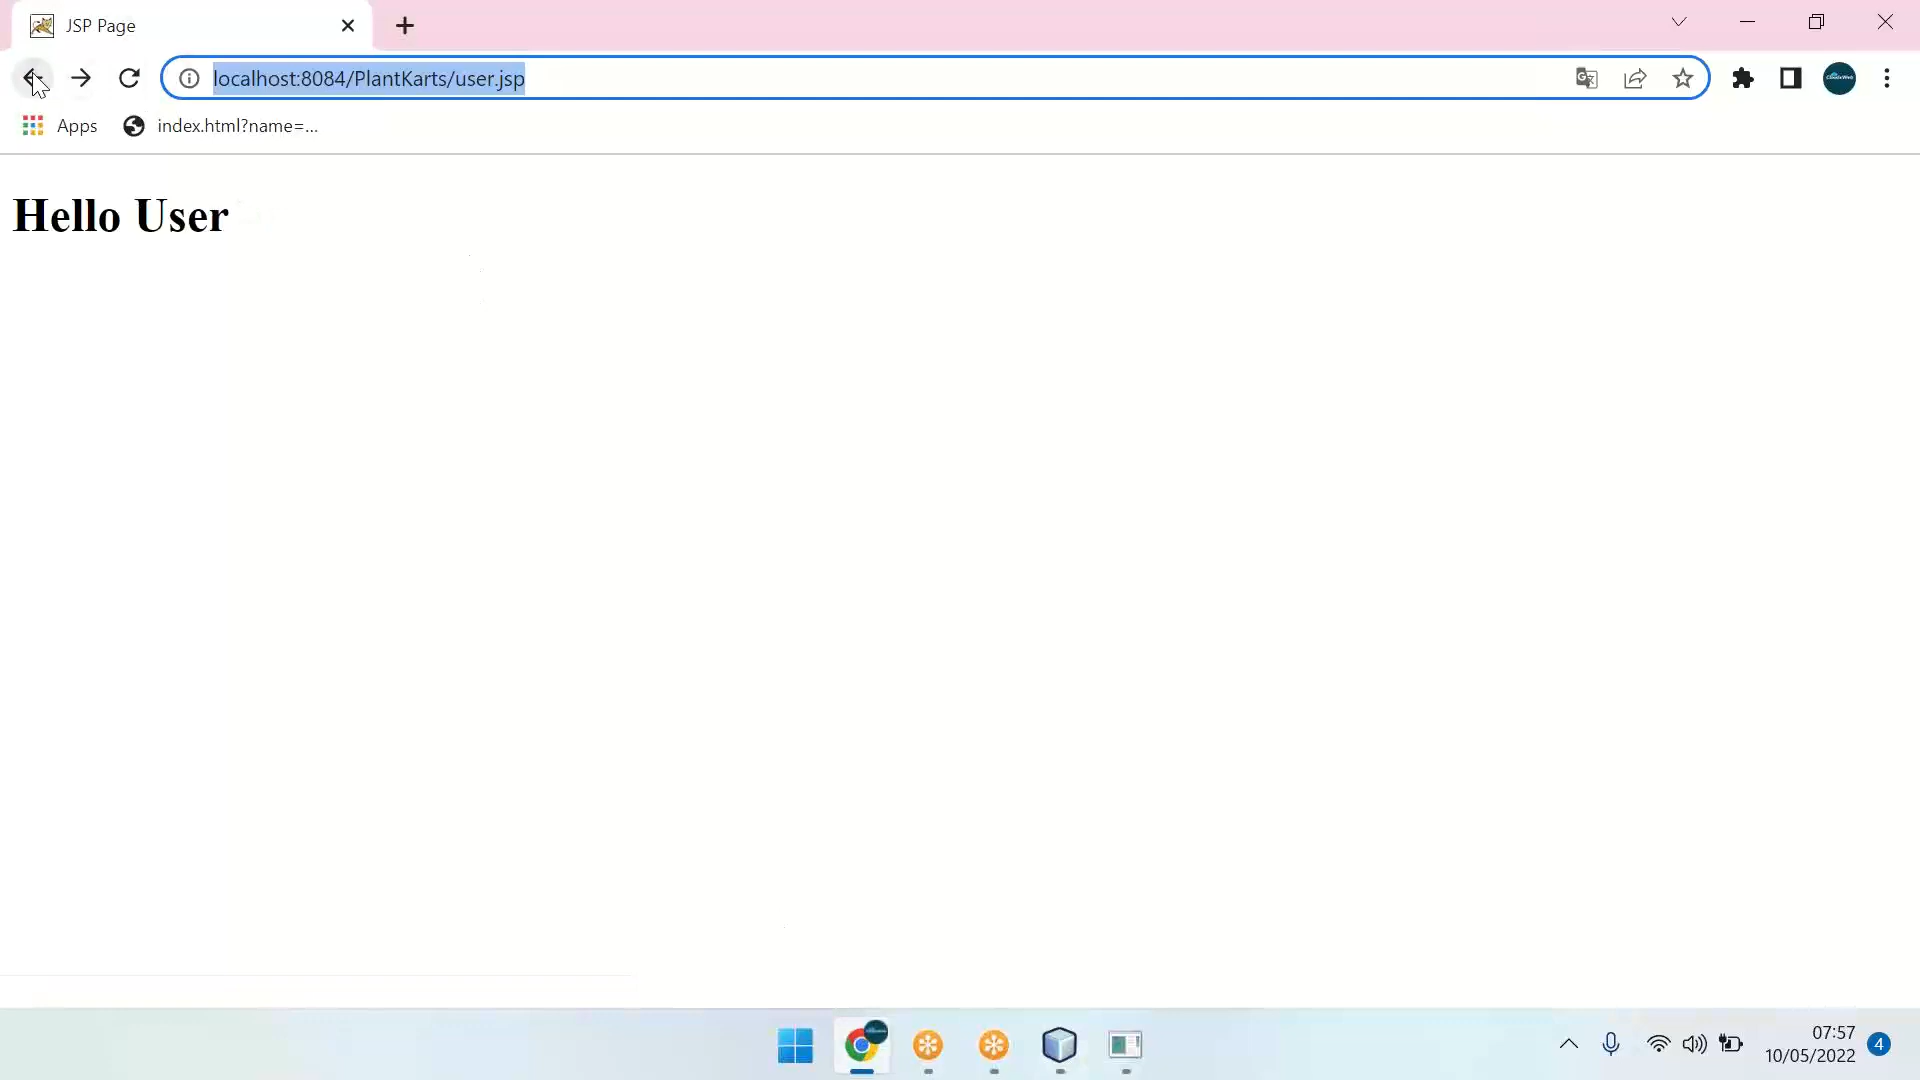 JSP Page
localhost:8084/PlantKarts/user.jsp
Apps
index.html?name=...
Hello User
07:57
10/05/2022
4